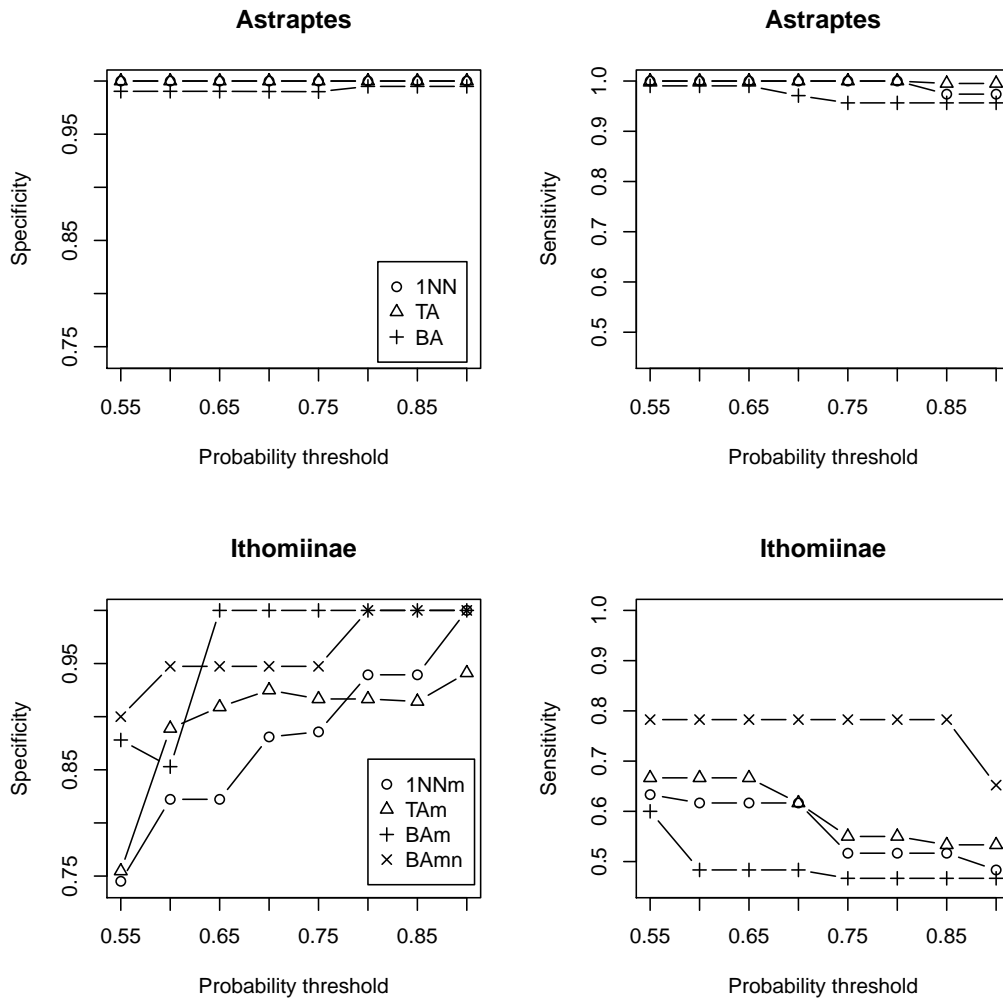 Astraptes
Specificity
0.75 0.85 0.95
1NN
TA
BA
0.55 0.65 0.75 0.85
Probability threshold
Astraptes
Sensitivity
0.5 0.6 0.7 0.8 0.9 1.0
0.55 0.65 0.75 0.85
Probability threshold
Ithomiinae
Specificity
0.75 0.85 0.95
1NNm
TAm
BAm
BAmn
0.55 0.65 0.75 0.85
Probability threshold
Ithomiinae
Sensitivity
0.5 0.6 0.7 0.8 0.9 1.0
0.55 0.65 0.75 0.85
Probability threshold